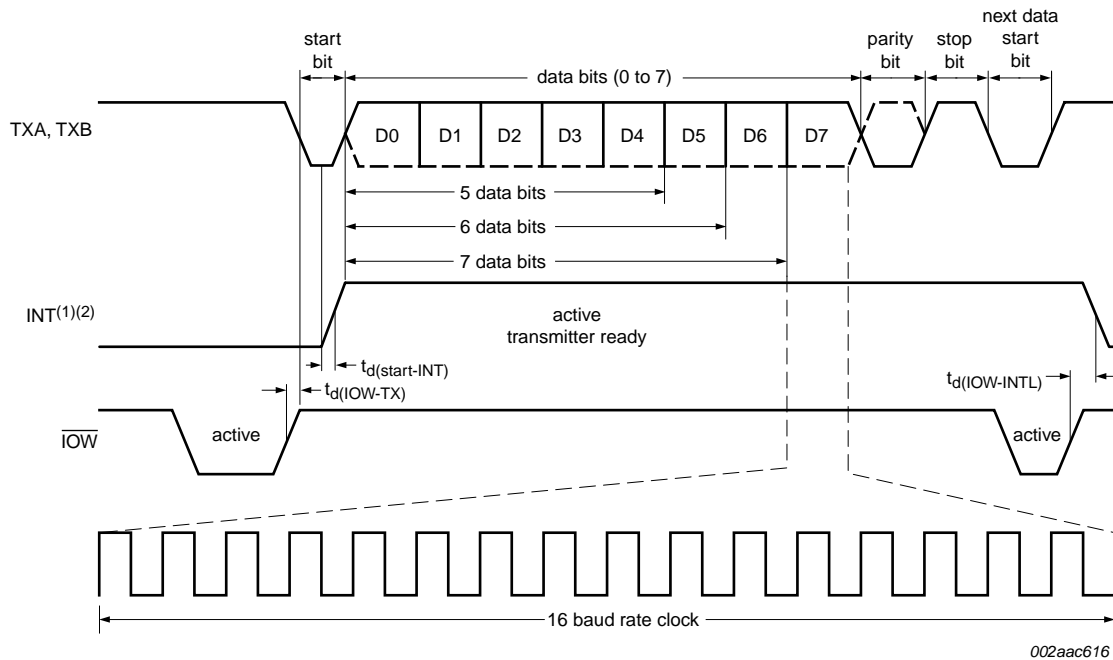 start
bit
data bits (0 to 7)
parity
bit
stop
bit
next data
start
bit
TXA, TXB
D0 D1 D2 D3 D4 D5 D6 D7
5 data bits
6 data bits
7 data bits
INT(1)(2)
active
transmitter ready
td(start-INT)
td(IOW-TX)
td(IOW-INTL)
IOW
active
active
16 baud rate clock
002aac616